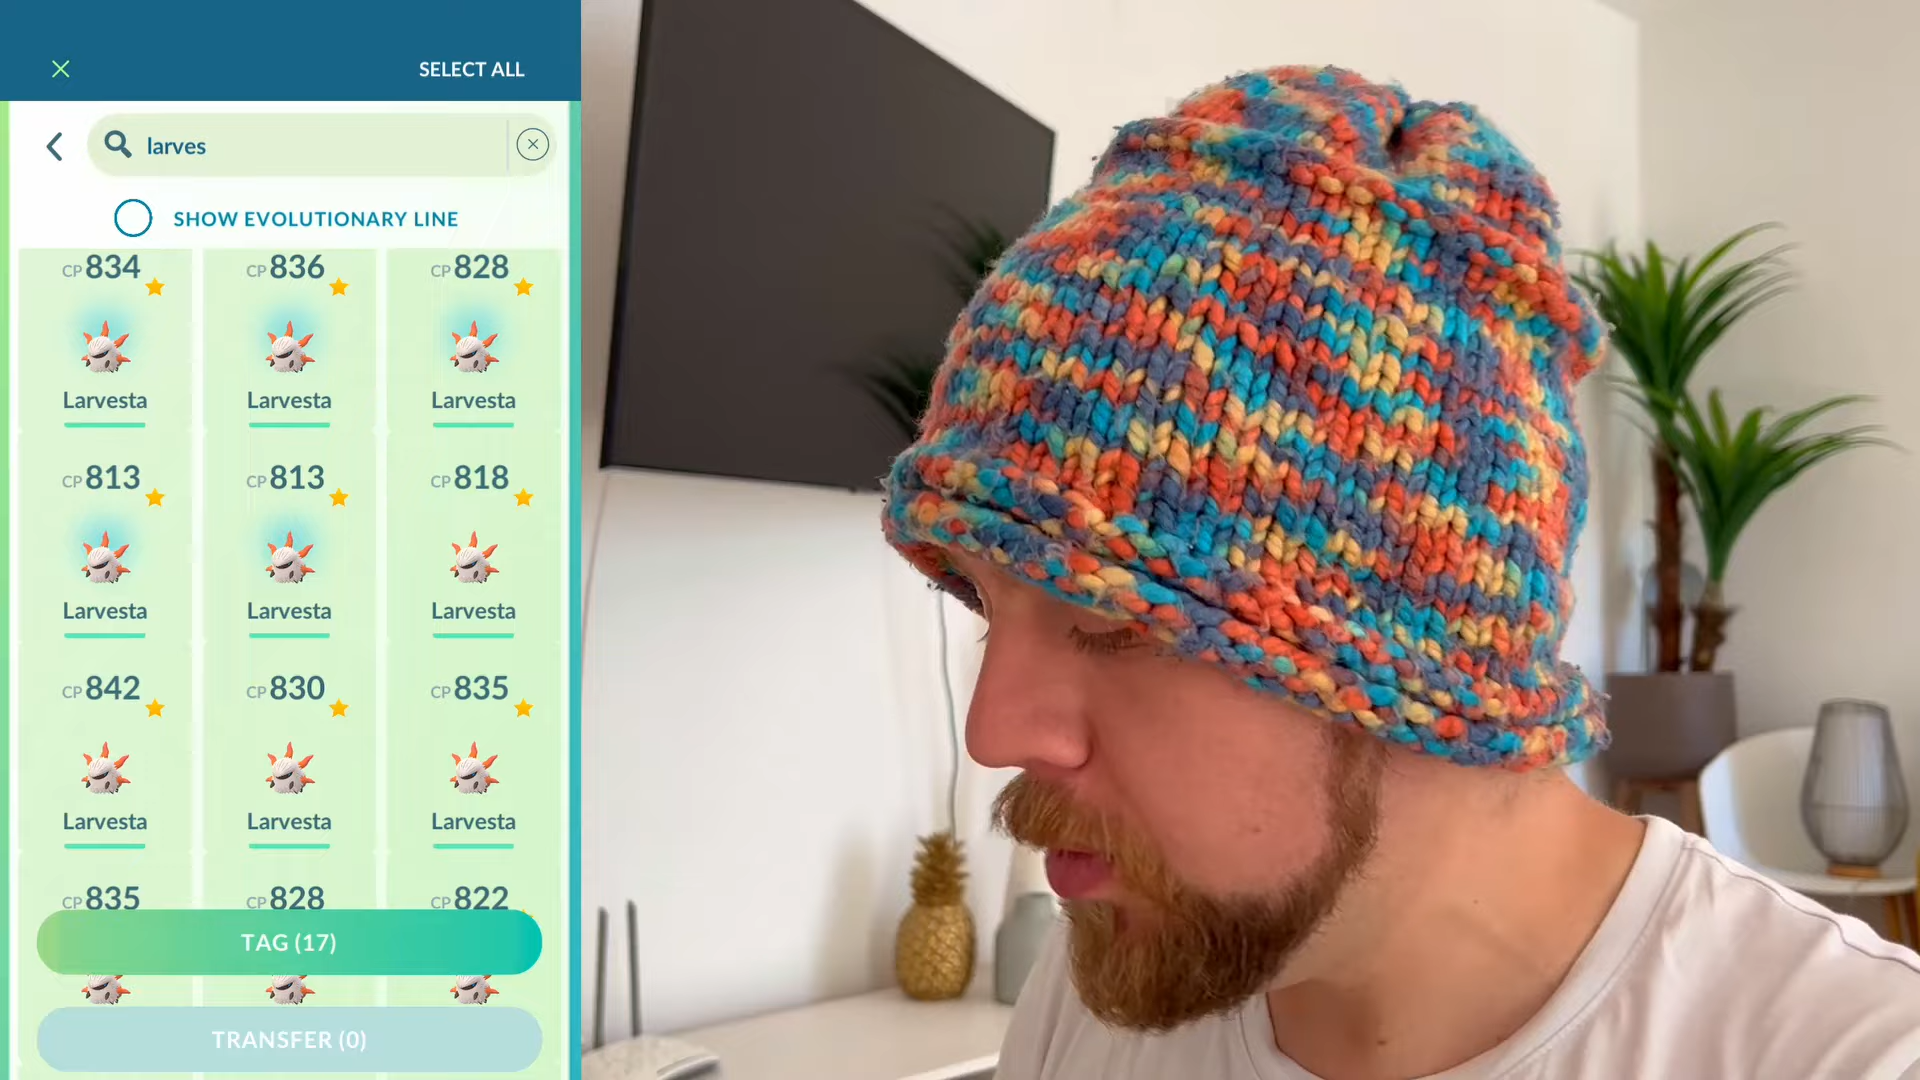 SELECT ALL
larves
SHOW EVOLUTIONARY LINE
CP834 CP836 CP828
Larvesta Larvesta Larvesta
CP813 CP813 CP818
Larvesta Larvesta Larvesta
CP842 CP830 CP835
Larvesta Larvesta Larvesta
CP835 CP828 CP822
TAG (17)
TRANSFER (0)